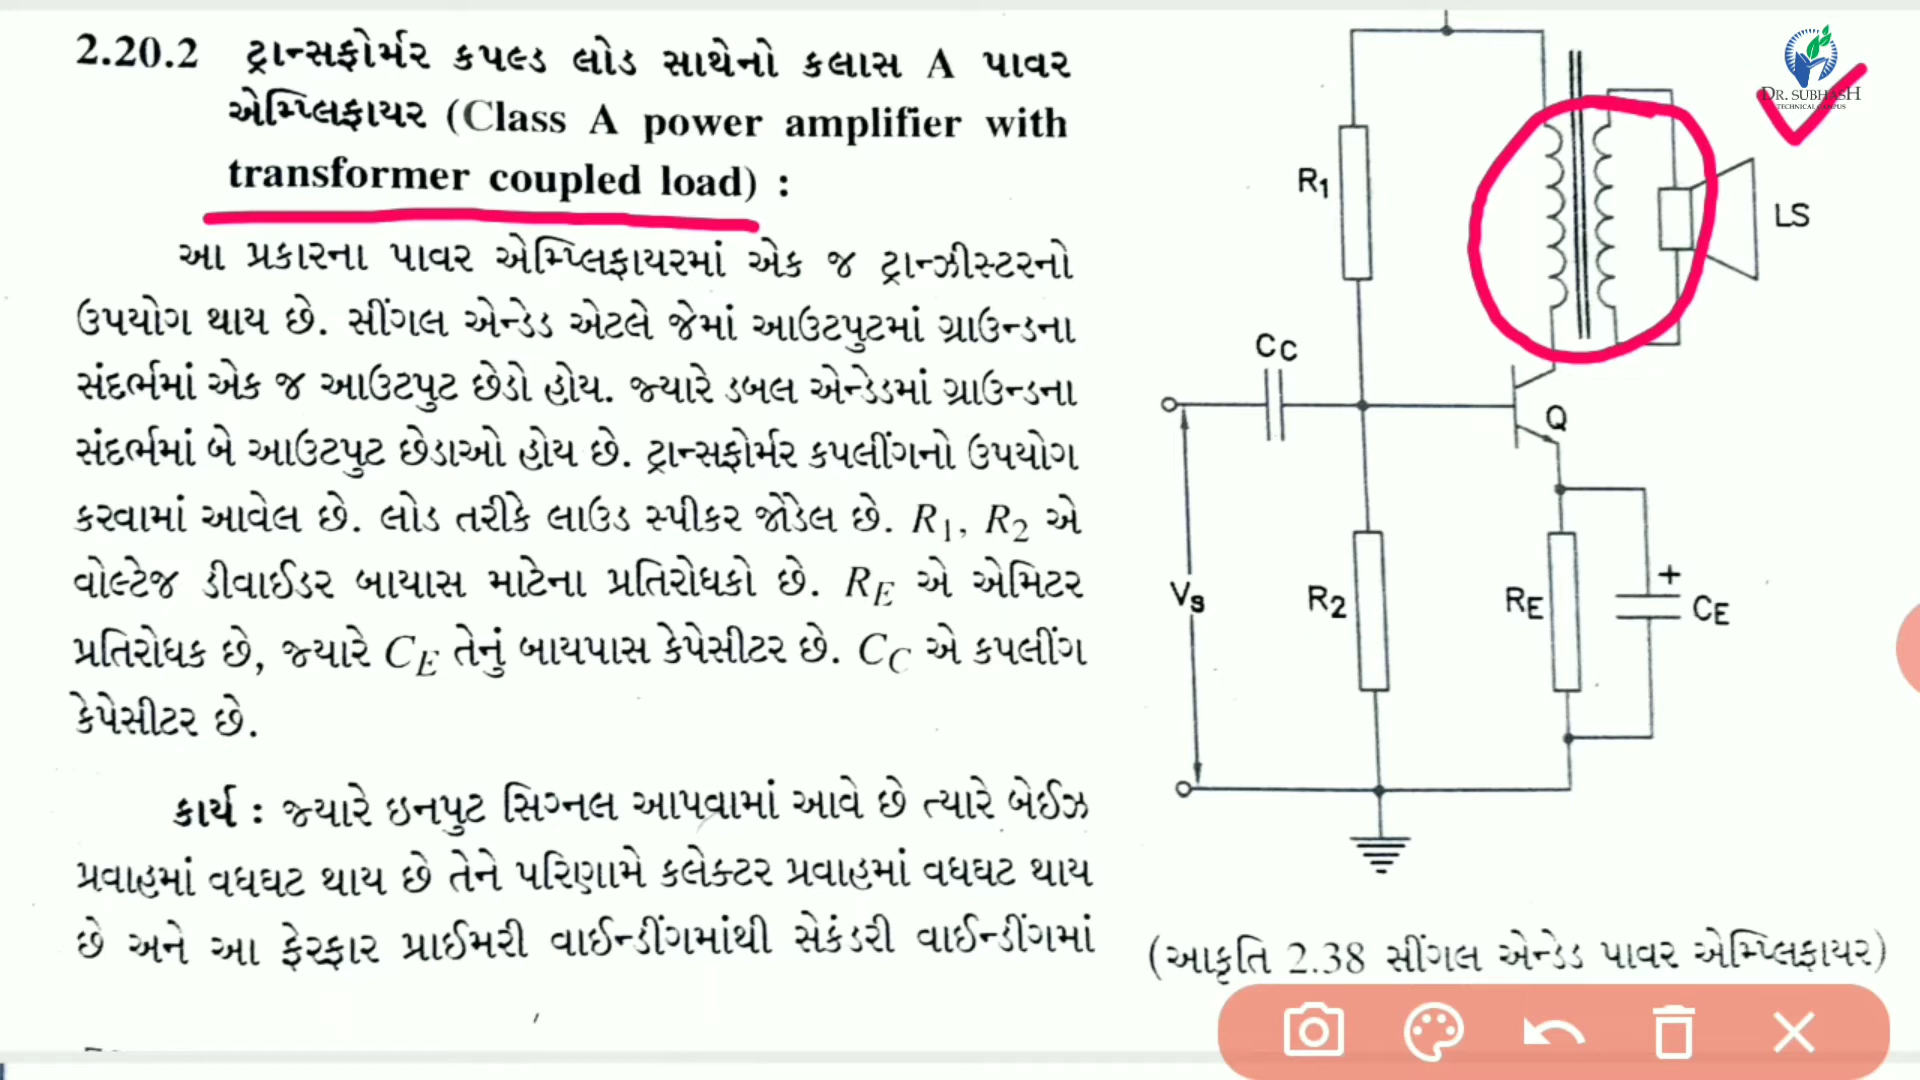 2.20.2 ટ્રાન્સફોર્મર કપલ્ડ લોડ સાથેનો કલાસ A પાવર
એમ્પ્લિફાયર (Class A power amplifier with
transformer coupled load) :
આ પ્રકારના પાવર એમ્પ્લિફાયરમાં એક જ ટ્રાન્ઝીસ્ટરનો
ઉપયોગ થાય છે. સીંગલ એન્ડેડ એટલે જેમાં આઉટપુટમાં ગ્રાઉન્ડના
સંદર્ભમાં એક જ આઉટપુટ છેડો હોય. જ્યારે ડબલ એન્ડેડમાં ગ્રાઉન્ડના
સંદર્ભમાં બે આઉટપુટ છેડાઓ હોય છે. ટ્રાન્સફોર્મર કપલીંગનો ઉપયોગ
કરવામાં આવેલ છે. લોડ તરીકે લાઉડ સ્પીકર જોડેલ છે. R1, R2 એ
વોલ્ટેજ ડીવાઈડર બાયાસ માટેના પ્રતિરોધકો છે. RE એ એમિટર
પ્રતિરોધક છે, જ્યારે CE તેનું બાયપાસ કેપેસીટર છે. CC એ કપલીંગ
કેપેસીટર છે.
કાર્ય : જ્યારે ઇનપુટ સિગ્નલ આપવામાં આવે છે ત્યારે બેઈઝ
પ્રવાહમાં વધઘટ થાય છે તેને પરિણામે કલેક્ટર પ્રવાહમાં વધઘટ થાય
છે અને આ ફેરફાર પ્રાઈમરી વાઈન્ડીંગમાંથી સેકંડરી વાઈન્ડીંગમાં
DR. SUBHASH
TECHNICAL CAMPUS
R1
LS
CC
Q
Vs
R2
RE
+
CE
(આકૃતિ 2.38 સીંગલ એન્ડેડ પાવર એમ્પ્લિફાયર)